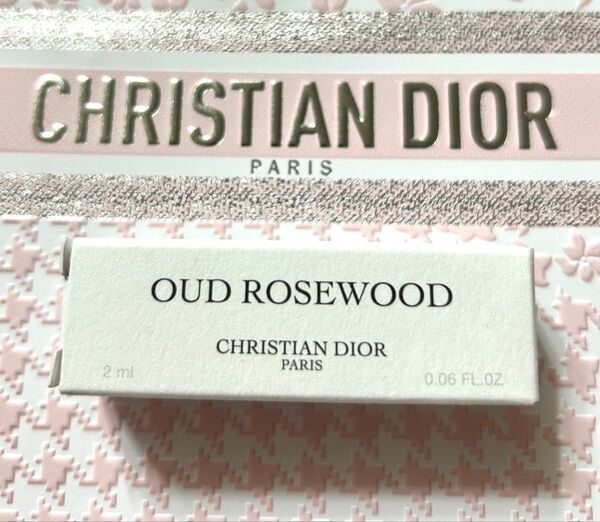 CHRISTIAN DIOR
PARIS
OUD ROSEWOOD
CHRISTIAN DIOR
PARIS
2 ml
0.06 FL.OZ